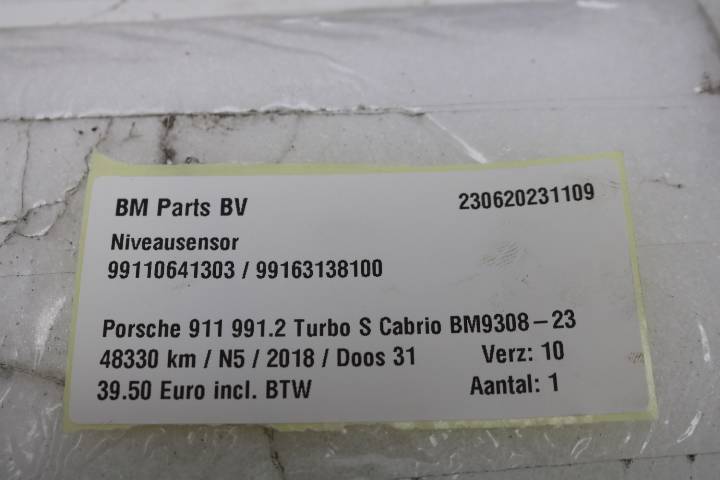 BM Parts BV 230620231109
Niveausensor
99110641303 / 99163138100
Porsche 911 991.2 Turbo S Cabrio BM9308-23
48330 km / N5 / 2018 / Doos 31 Verz: 10
39.50 Euro incl. BTW Aantal: 1